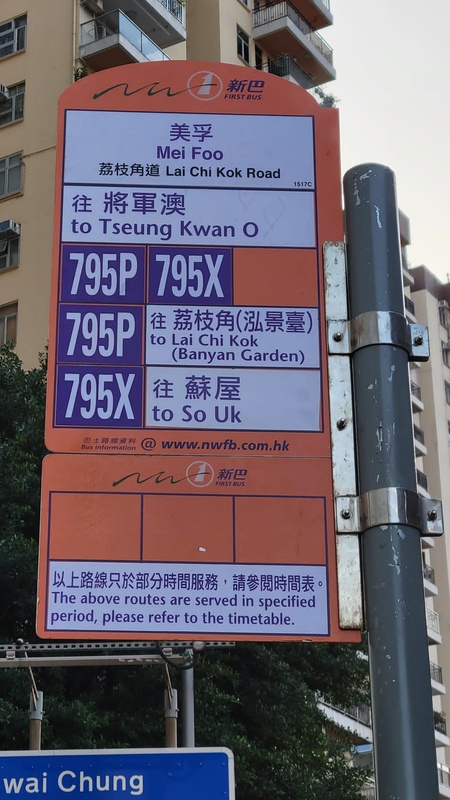 1 新巴
FIRST BUS
美孚
Mei Foo
荔枝角道 Lai Chi Kok Road
1517C
往 將軍澳
to Tseung Kwan O
795P 795X
795P 往 荔枝角(泓景臺)
to Lai Chi Kok
(Banyan Garden)
795X 往 蘇屋
to So Uk
巴士路線資料
Bus information @ www.nwfb.com.hk
1 新巴
FIRST BUS
以上路線只於部分時間服務，請參閱時間表。
The above routes are served in specified
period, please refer to the timetable.
wai Chung